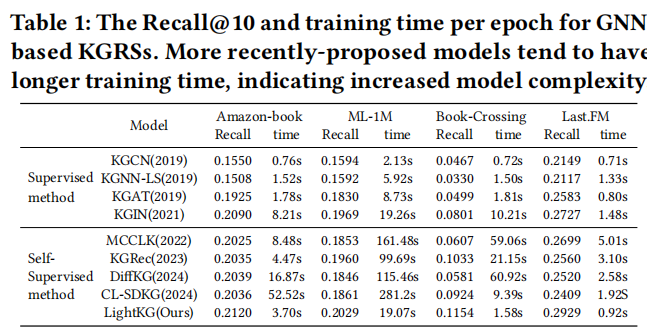 Table 1: The Recall@10 and training time per epoch for GNN
based KGRSs. More recently-proposed models tend to have
longer training time, indicating increased model complexity
Model Amazon-book ML-1M Book-Crossing Last.FM
Recall time Recall time Recall time Recall time
KGCN(2019) 0.1550 0.76s 0.1594 2.13s 0.0467 0.72s 0.2149 0.71s
Supervised KGNN-LS(2019) 0.1508 1.52s 0.1592 5.92s 0.0330 1.50s 0.2117 1.33s
method KGAT(2019) 0.1925 1.78s 0.1830 8.73s 0.0499 1.81s 0.2583 0.80s
KGIN(2021) 0.2090 8.21s 0.1969 19.26s 0.0801 10.21s 0.2727 1.48s
MCCLK(2022) 0.2025 8.48s 0.1853 161.48s 0.0607 59.06s 0.2699 5.01s
Self- KGRec(2023) 0.2035 4.47s 0.1960 99.69s 0.1033 21.15s 0.2560 3.10s
Supervised DiffKG(2024) 0.2039 16.87s 0.1846 115.46s 0.0581 60.92s 0.2520 2.58s
method CL-SDKG(2024) 0.2036 52.52s 0.1861 281.2s 0.0924 9.39s 0.2409 1.92S
LightKG(Ours) 0.2120 3.70s 0.2029 19.07s 0.1154 1.58s 0.2929 0.92s